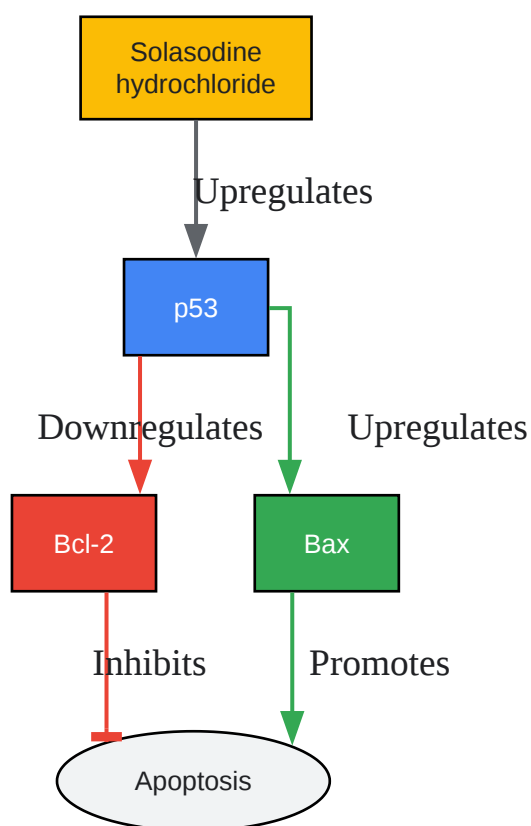 Solasodine
hydrochloride
Upregulates
p53
Downregulates
Upregulates
Bcl-2
Bax
Inhibits
Promotes
Apoptosis